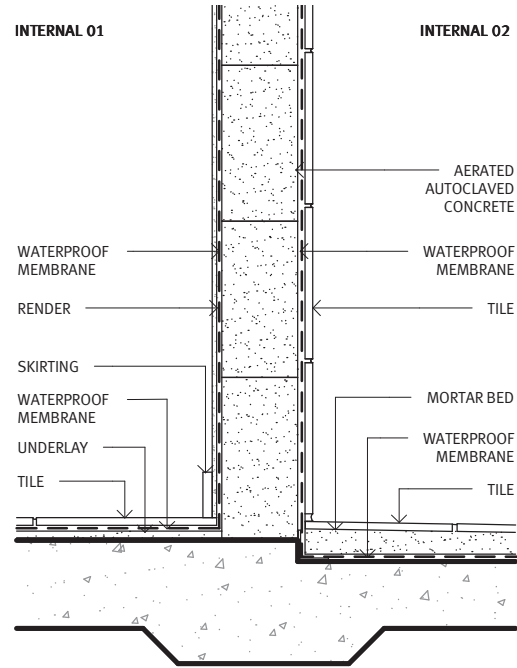 INTERNAL 01
INTERNAL 02
AERATED
AUTOCLAVED
CONCRETE
WATERPROOF
MEMBRANE
WATERPROOF
MEMBRANE
RENDER
TILE
SKIRTING
WATERPROOF
MEMBRANE
MORTAR BED
UNDERLAY
WATERPROOF
MEMBRANE
TILE
TILE